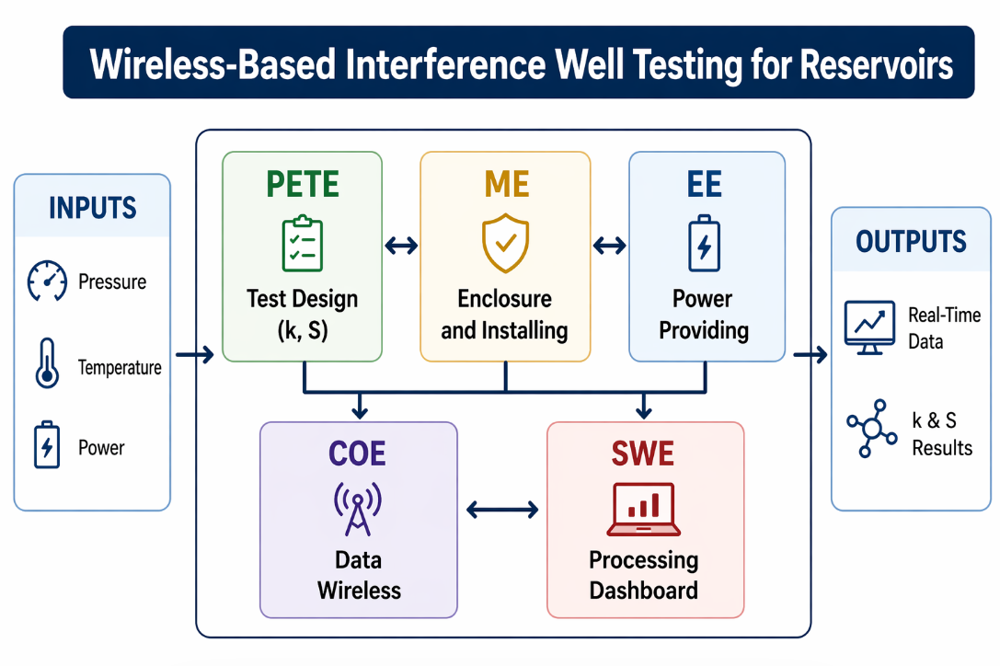 Wireless-Based Interference Well Testing for Reservoirs
INPUTS
Pressure
Temperature
Power
PETE
Test Design
(k, S)
ME
Enclosure
and Installing
EE
Power
Providing
COE
Data
Wireless
SWE
Processing
Dashboard
OUTPUTS
Real-Time
Data
k & S
Results